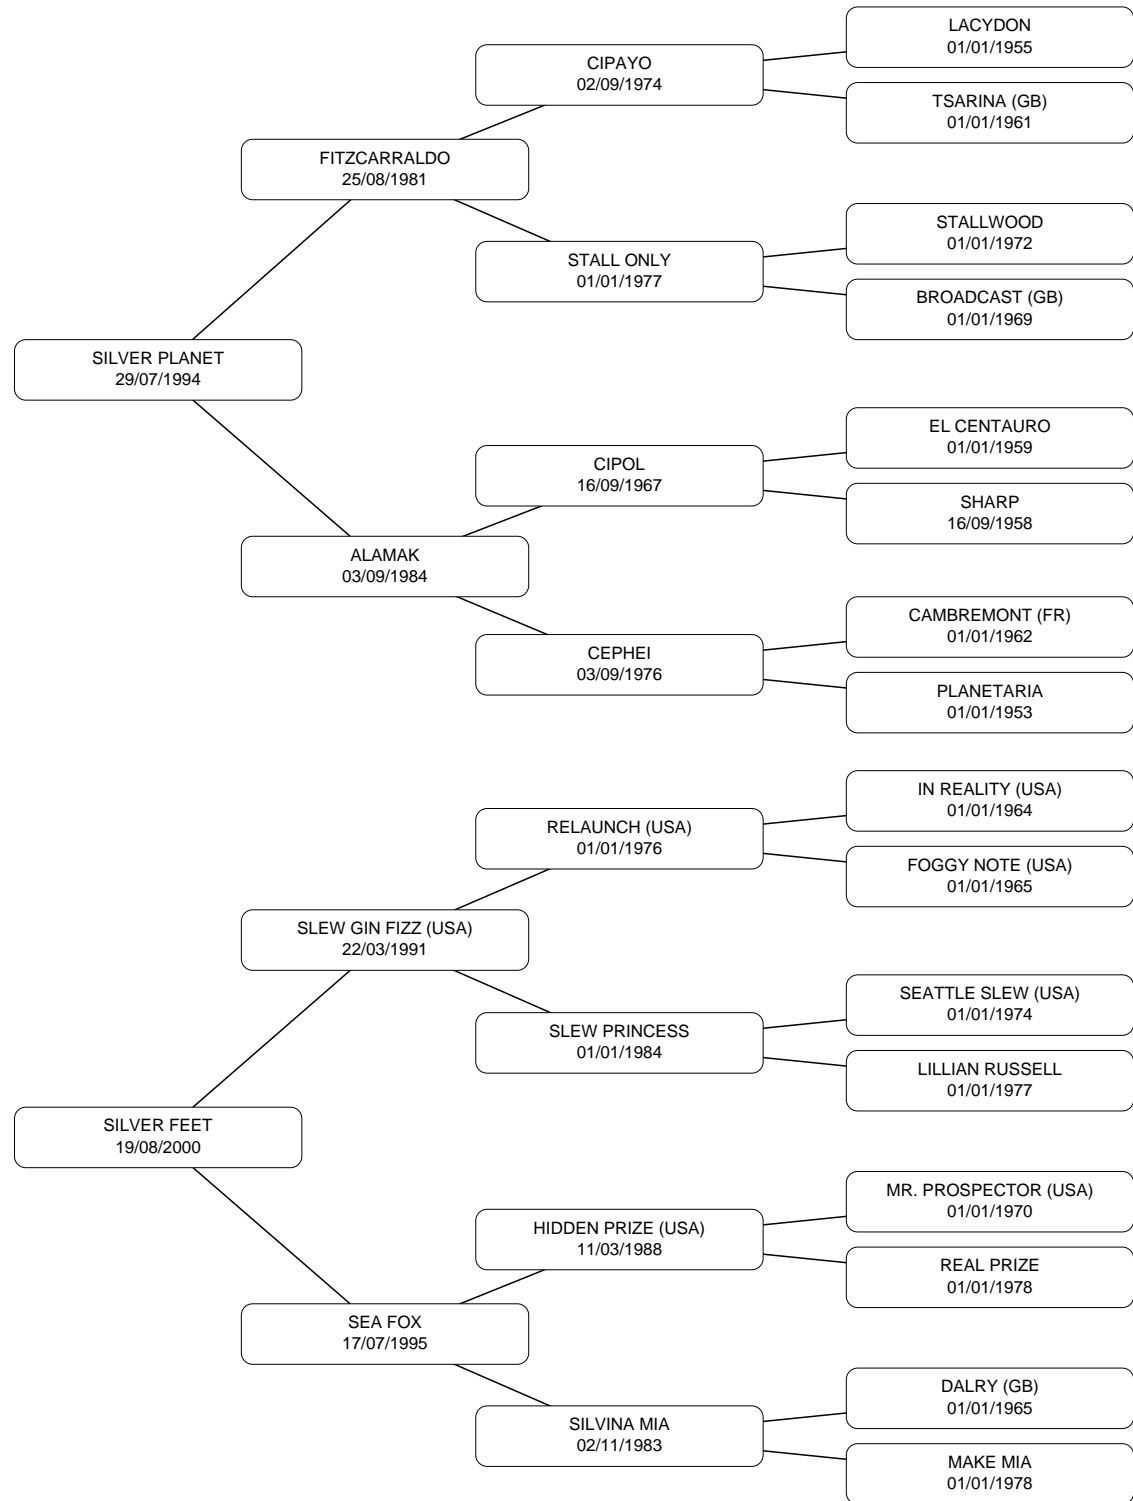 LACYDON
01/01/1955
CIPAYO
02/09/1974
TSARINA (GB)
01/01/1961
FITZCARRALDO
25/08/1981
STALLWOOD
01/01/1972
STALL ONLY
01/01/1977
BROADCAST (GB)
01/01/1969
SILVER PLANET
29/07/1994
EL CENTAURO
01/01/1959
CIPOL
16/09/1967
SHARP
16/09/1958
ALAMAK
03/09/1984
CAMBREMONT (FR)
01/01/1962
CEPHEI
03/09/1976
PLANETARIA
01/01/1953
IN REALITY (USA)
01/01/1964
RELAUNCH (USA)
01/01/1976
FOGGY NOTE (USA)
01/01/1965
SLEW GIN FIZZ (USA)
22/03/1991
SEATTLE SLEW (USA)
01/01/1974
SLEW PRINCESS
01/01/1984
LILLIAN RUSSELL
01/01/1977
SILVER FEET
19/08/2000
MR. PROSPECTOR (USA)
01/01/1970
HIDDEN PRIZE (USA)
11/03/1988
REAL PRIZE
01/01/1978
SEA FOX
17/07/1995
DALRY (GB)
01/01/1965
SILVINA MIA
02/11/1983
MAKE MIA
01/01/1978